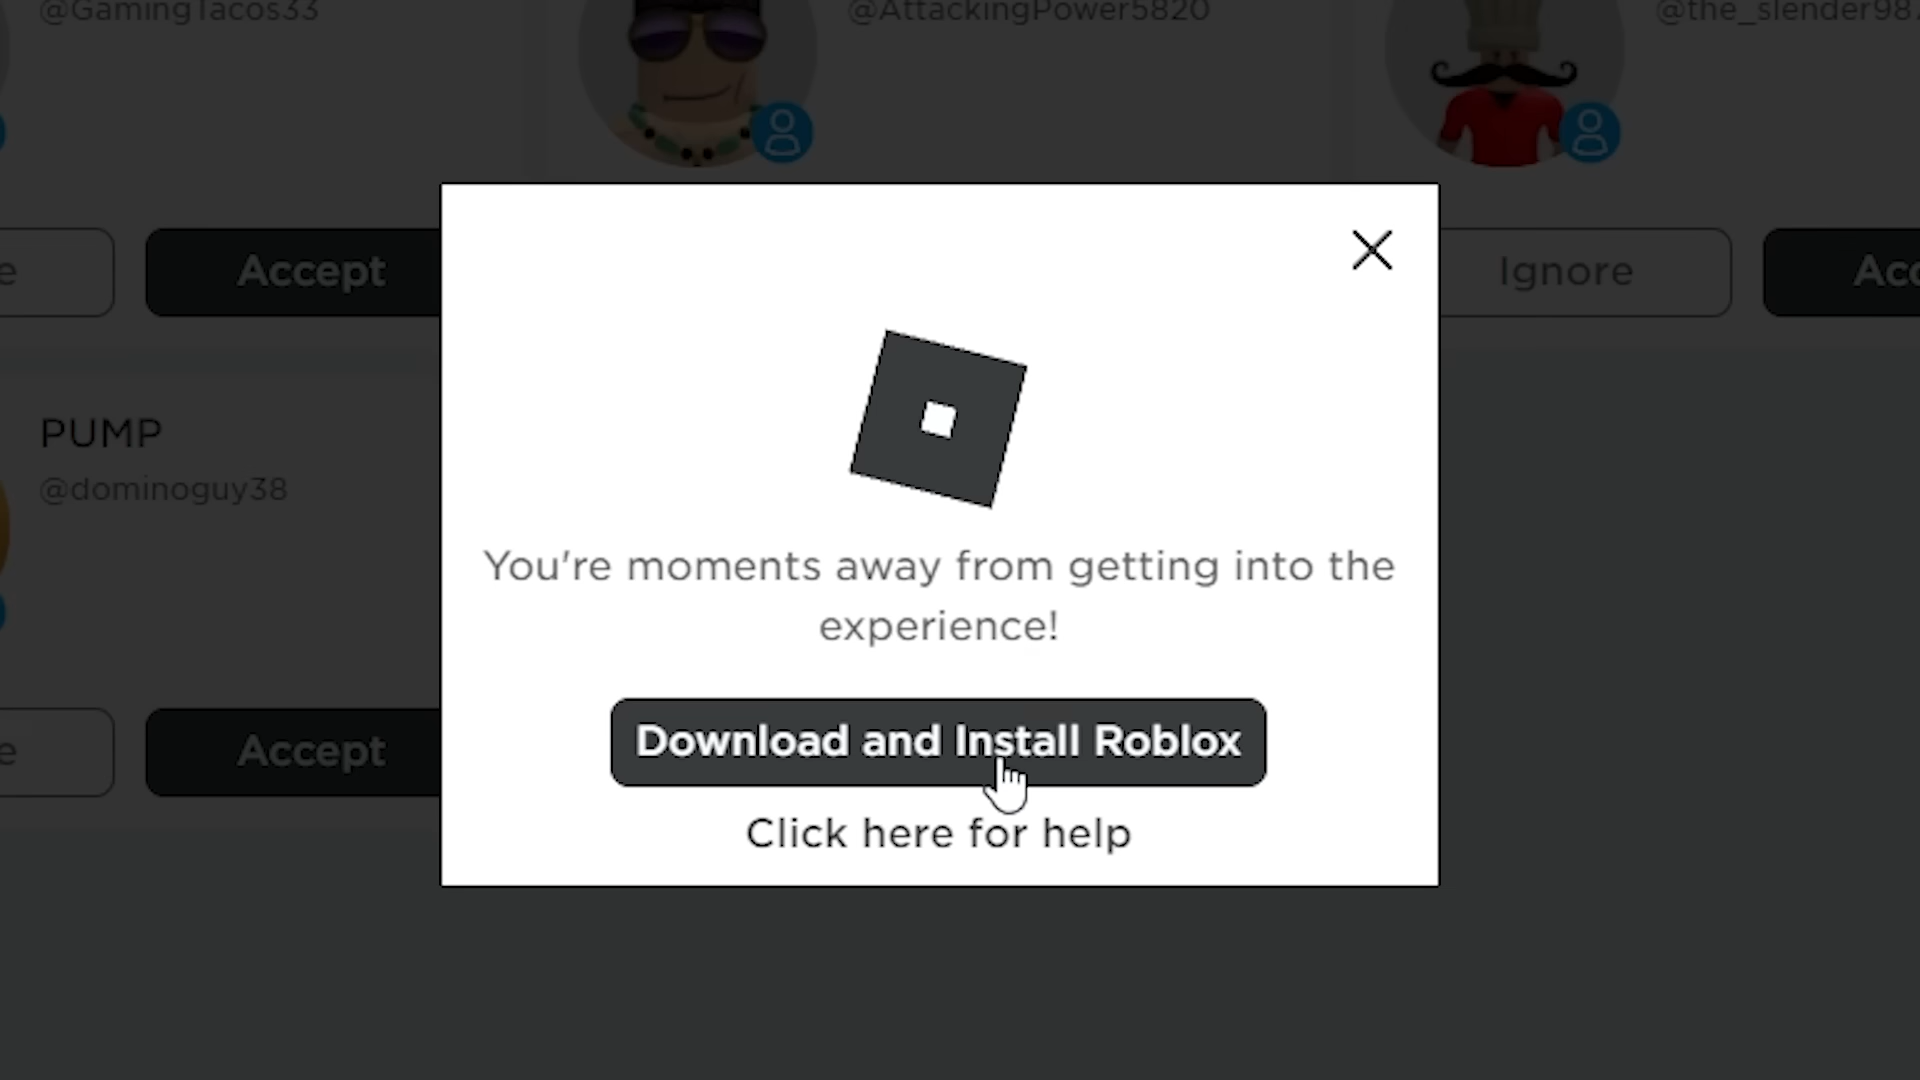 @GamingTacos33
@AttackingPower5820
@the_slender98
Accept
Ignore
PUMP
@dominoguy38
You're moments away from getting into the
experience!
Download and Install Roblox
Accept
Click here for help